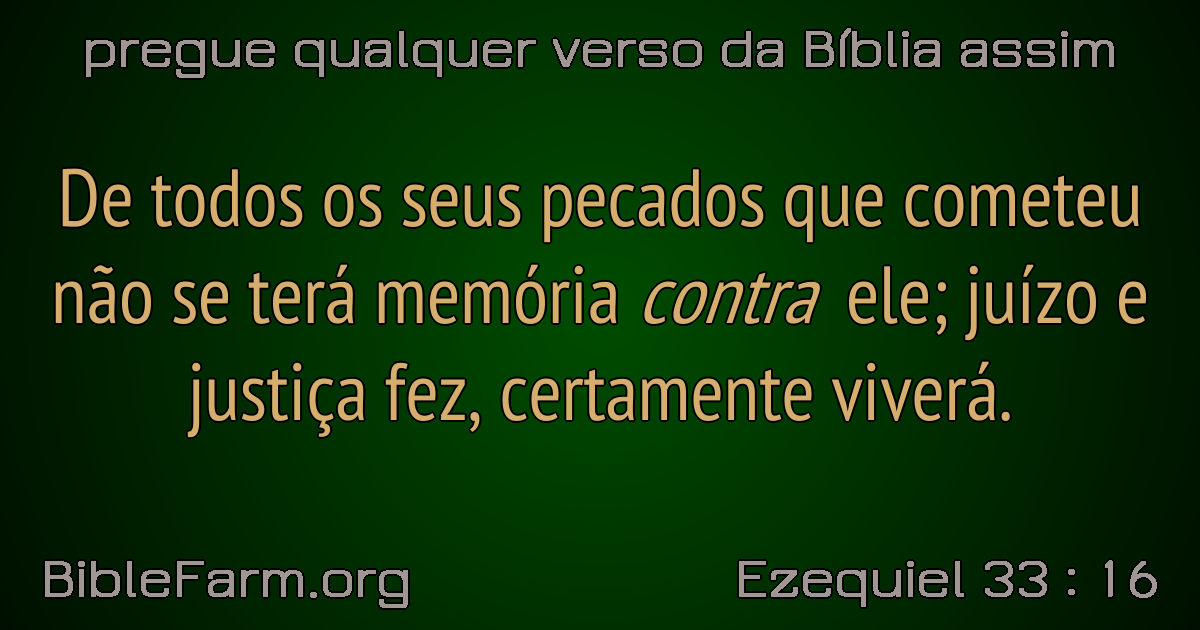 pregue qualquer verso da Bíblia assim
De todos os seus pecados que cometeu
não se terá memória contra ele; juízo e
justiça fez, certamente viverá.
BibleFarm.org
Ezequiel 33 : 16